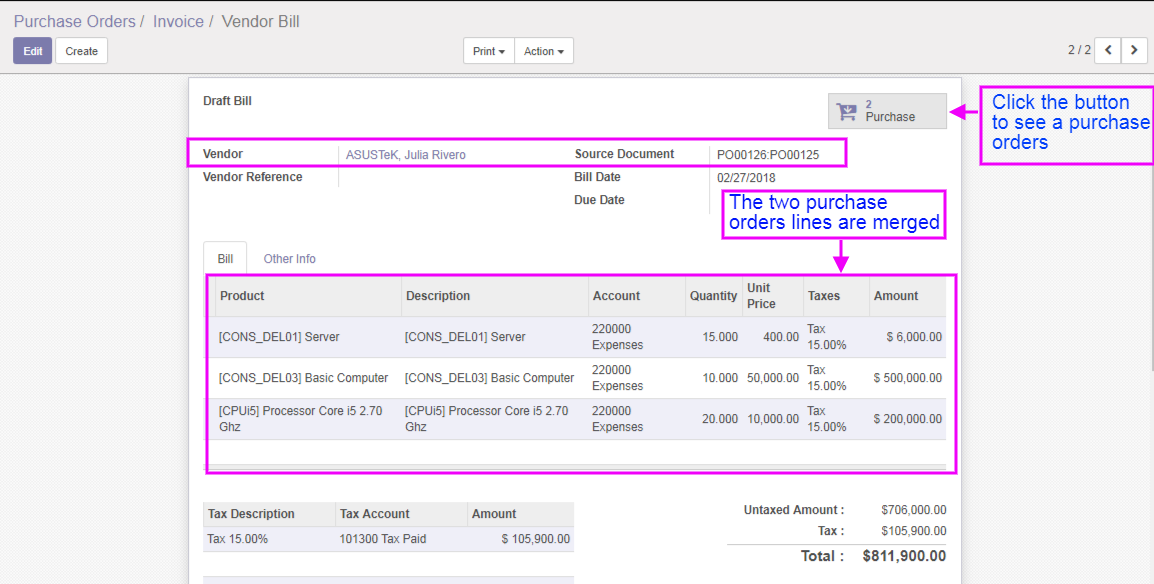 Purchase Orders / Invoice / Vendor Bill
Edit Create Print Action 2 / 2
Draft Bill
2
Purchase
Click the button
to see a purchase
orders
Vendor ASUSTeK, Julia Rivero Source Document PO00126:PO00125
Vendor Reference Bill Date 02/27/2018
Due Date
The two purchase
orders lines are merged
Bill Other Info
Product Description Account Quantity Unit Price Taxes Amount
[CONS_DEL01] Server [CONS_DEL01] Server 220000 Expenses 15.000 400.00 Tax 15.00% $ 6,000.00
[CONS_DEL03] Basic Computer [CONS_DEL03] Basic Computer 220000 Expenses 10.000 50,000.00 Tax 15.00% $ 500,000.00
[CPUi5] Processor Core i5 2.70 Ghz [CPUi5] Processor Core i5 2.70 Ghz 220000 Expenses 20.000 10,000.00 Tax 15.00% $ 200,000.00
Tax Description Tax Account Amount
Tax 15.00% 101300 Tax Paid $ 105,900.00
Untaxed Amount : $706,000.00
Tax : $105,900.00
Total : $811,900.00